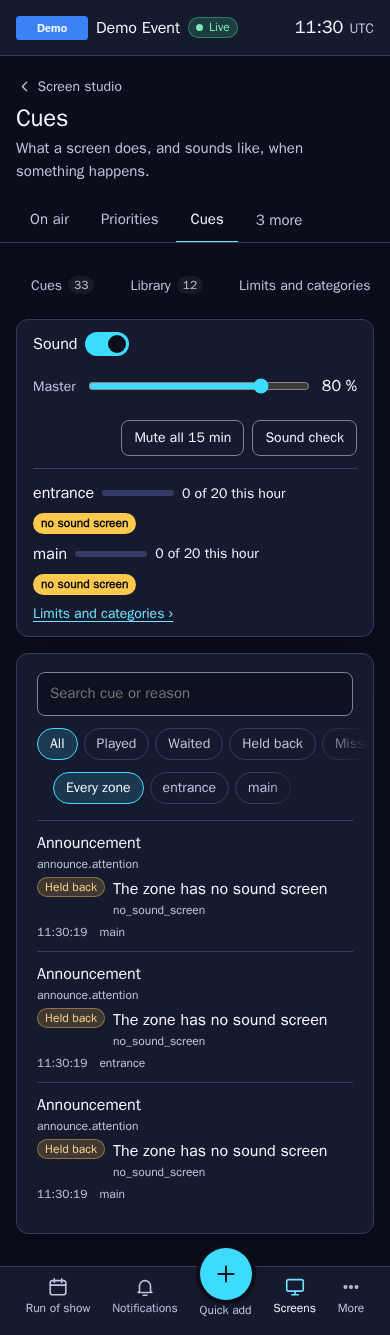 Demo Demo Event Live 11:30 UTC
Screen studio
Cues
What a screen does, and sounds like, when
something happens.
On air Priorities Cues 3 more
Cues 33 Library 12 Limits and categories
Sound
Master 80 %
Mute all 15 min Sound check
entrance 0 of 20 this hour
no sound screen
main 0 of 20 this hour
no sound screen
Limits and categories ›
Search cue or reason
All Played Waited Held back
Every zone entrance main
Announcement
announce.attention
Held back The zone has no sound screen
no_sound_screen
11:30:19 main
Announcement
announce.attention
Held back The zone has no sound screen
no_sound_screen
11:30:19 entrance
Announcement
announce.attention
Held back The zone has no sound screen
no_sound_screen
11:30:19 main
Run of show Notifications Quick add Screens More